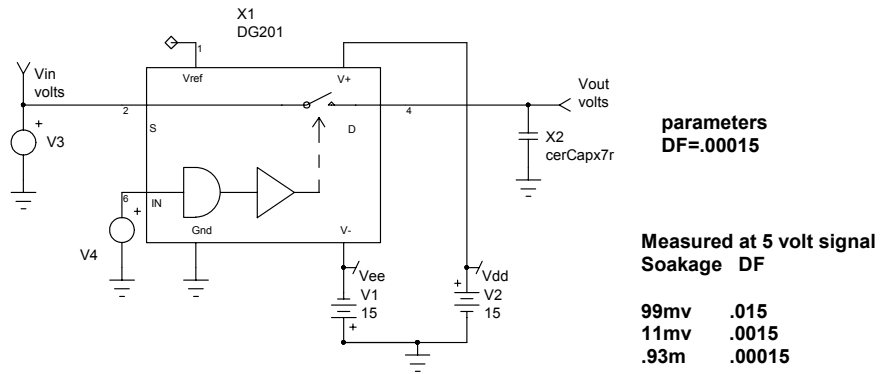 X1
DG201
1
Vref
V+
Vin
volts
Vout
volts
2
4
+
V3
S
D
X2
cerCapx7r
parameters
DF=.00015
6
IN
+
V4
Gnd
V-
Vee
Vdd
V1
15
+
+
V2
15
Measured at 5 volt signal
Soakage DF
99mv .015
11mv .0015
.93m .00015